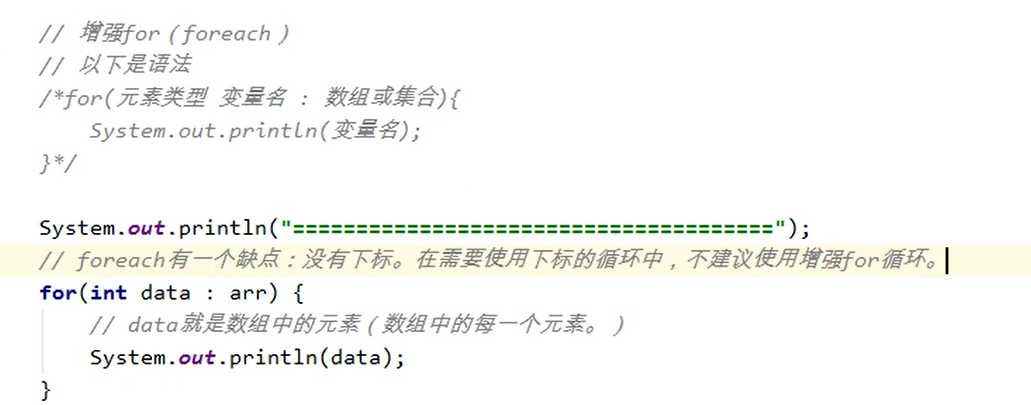 // 增强for（foreach）
// 以下是语法
/*for(元素类型 变量名 : 数组或集合){
System.out.println(变量名);
}*/
System.out.println("======================================");
// foreach有一个缺点：没有下标。在需要使用下标的循环中，不建议使用增强for循环。
for(int data : arr) {
// data就是数组中的元素（数组中的每一个元素。）
System.out.println(data);
}